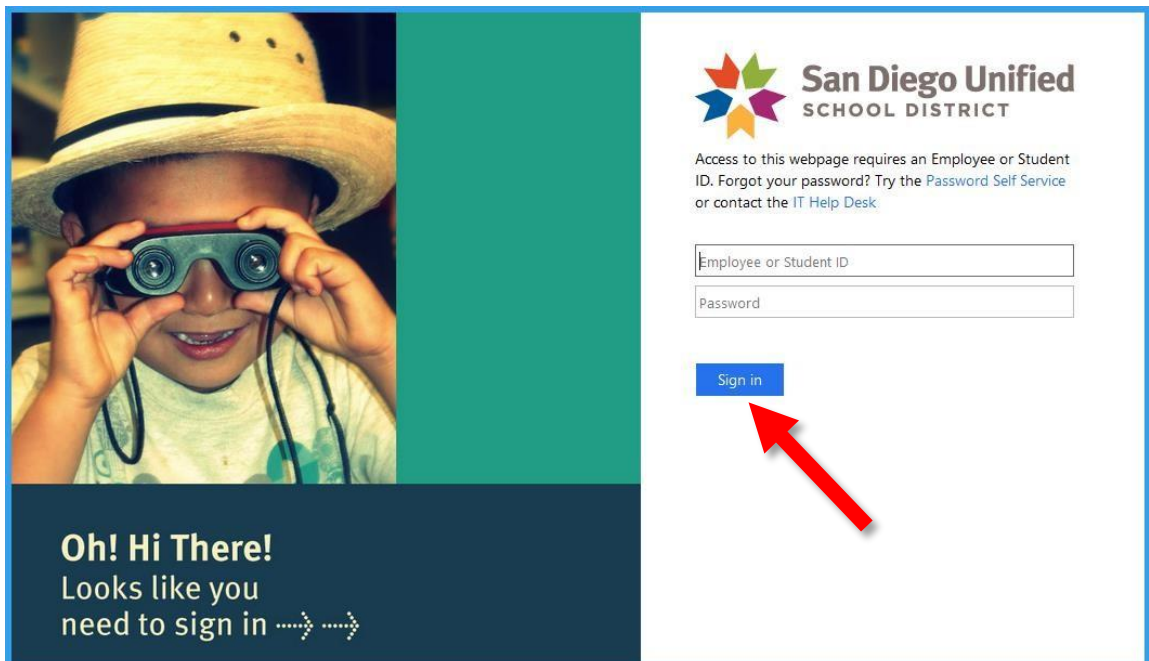 San Diego Unified
SCHOOL DISTRICT
Access to this webpage requires an Employee or Student
ID. Forgot your password? Try the Password Self Service
or contact the IT Help Desk
Employee or Student ID
Password
Sign in
Oh! Hi There!
Looks like you
need to sign in